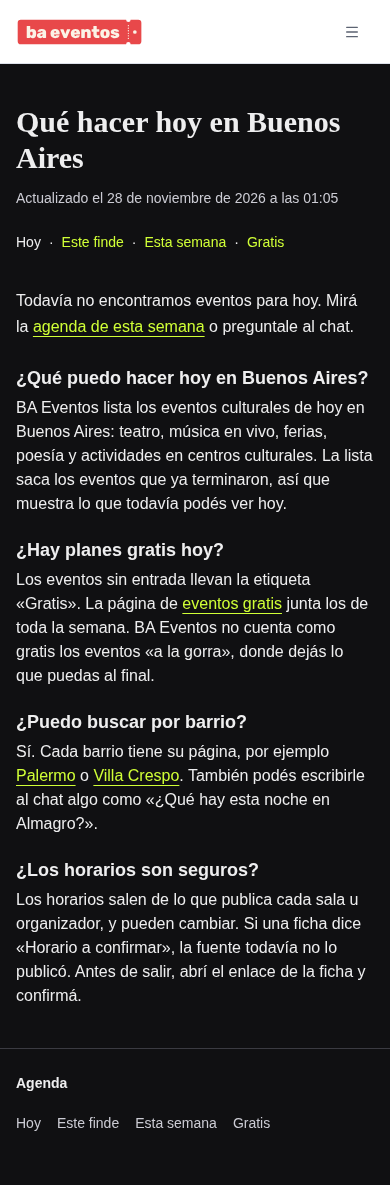 ba eventos
Qué hacer hoy en Buenos
Aires
Actualizado el 28 de noviembre de 2026 a las 01:05
Hoy · Este finde · Esta semana · Gratis
Todavía no encontramos eventos para hoy. Mirá
la agenda de esta semana o preguntale al chat.
¿Qué puedo hacer hoy en Buenos Aires?
BA Eventos lista los eventos culturales de hoy en
Buenos Aires: teatro, música en vivo, ferias,
poesía y actividades en centros culturales. La lista
saca los eventos que ya terminaron, así que
muestra lo que todavía podés ver hoy.
¿Hay planes gratis hoy?
Los eventos sin entrada llevan la etiqueta
«Gratis». La página de eventos gratis junta los de
toda la semana. BA Eventos no cuenta como
gratis los eventos «a la gorra», donde dejás lo
que puedas al final.
¿Puedo buscar por barrio?
Sí. Cada barrio tiene su página, por ejemplo
Palermo o Villa Crespo. También podés escribirle
al chat algo como «¿Qué hay esta noche en
Almagro?».
¿Los horarios son seguros?
Los horarios salen de lo que publica cada sala u
organizador, y pueden cambiar. Si una ficha dice
«Horario a confirmar», la fuente todavía no lo
publicó. Antes de salir, abrí el enlace de la ficha y
confirmá.
Agenda
Hoy Este finde Esta semana Gratis